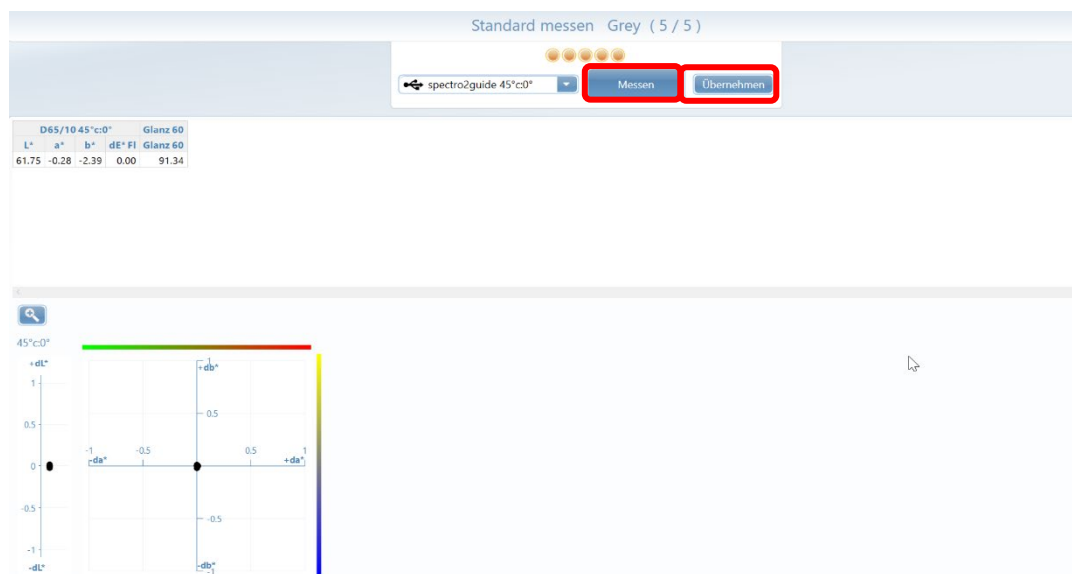 Standard messen Grey ( 5 / 5 )
spectro2guide 45°c:0°
Messen
Übernehmen
D65/10 45°c:0° Glanz 60
L* a* b* dE* Fl Glanz 60
61.75 -0.28 -2.39 0.00 91.34
45°c:0°
+dL*
1
0.5
0
-0.5
-1
-dL*
1
+db*
0.5
-1 -0.5 0.5 1
-da* +da*
-0.5
-db*
-1